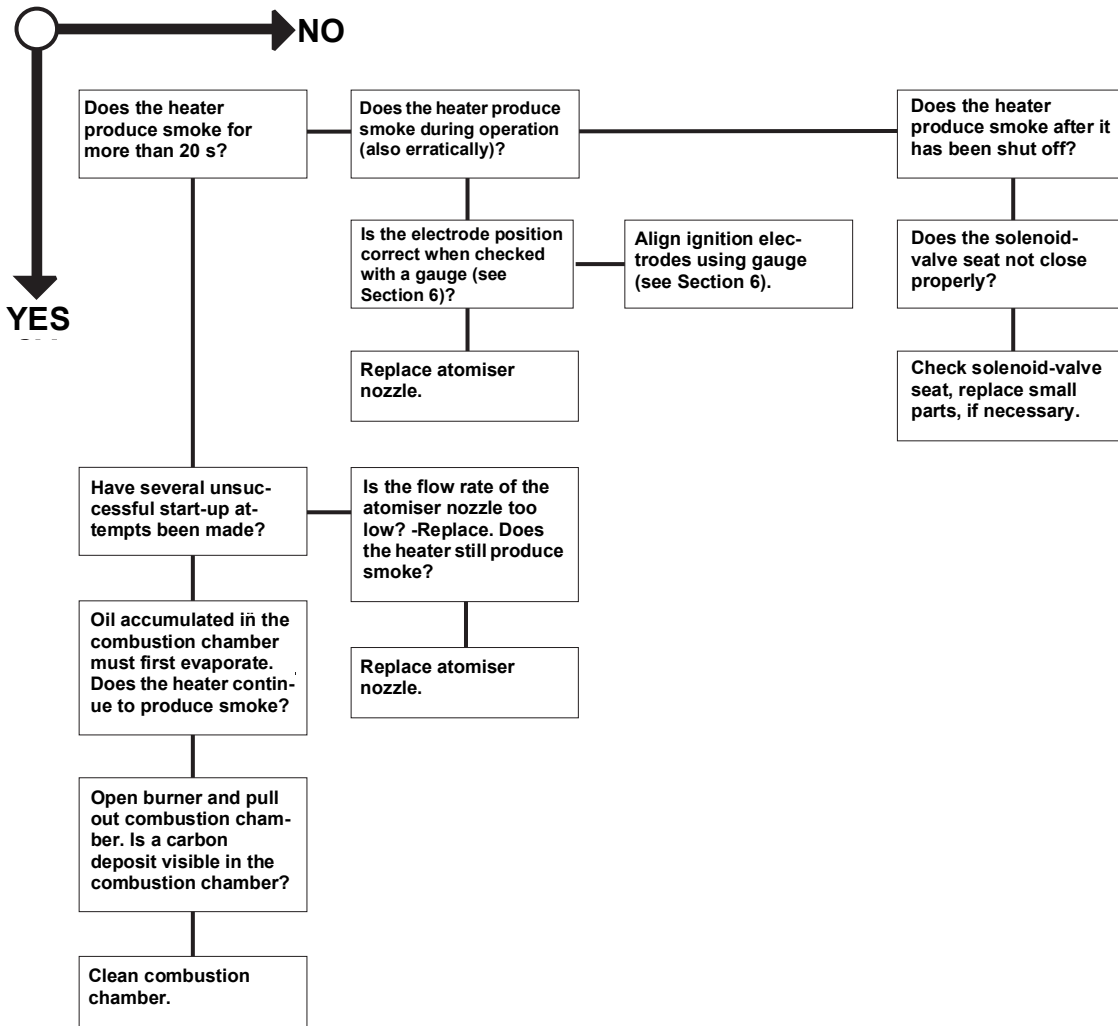 NO
YES
Does the heater
produce smoke for
more than 20 s?
Does the heater produce
smoke during operation
(also erratically)?
Does the heater
produce smoke after it
has been shut off?
Is the electrode position
correct when checked
with a gauge (see
Section 6)?
Align ignition elec-
trodes using gauge
(see Section 6).
Does the solenoid-
valve seat not close
properly?
Replace atomiser
nozzle.
Check solenoid-valve
seat, replace small
parts, if necessary.
Have several unsuc-
cessful start-up at-
tempts been made?
Is the flow rate of the
atomiser nozzle too
low? -Replace. Does
the heater still produce
smoke?
Oil accumulated in the
combustion chamber
must first evaporate.
Does the heater contin-
ue to produce smoke?
Replace atomiser
nozzle.
Open burner and pull
out combustion cham-
ber. Is a carbon
deposit visible in the
combustion chamber?
Clean combustion
chamber.